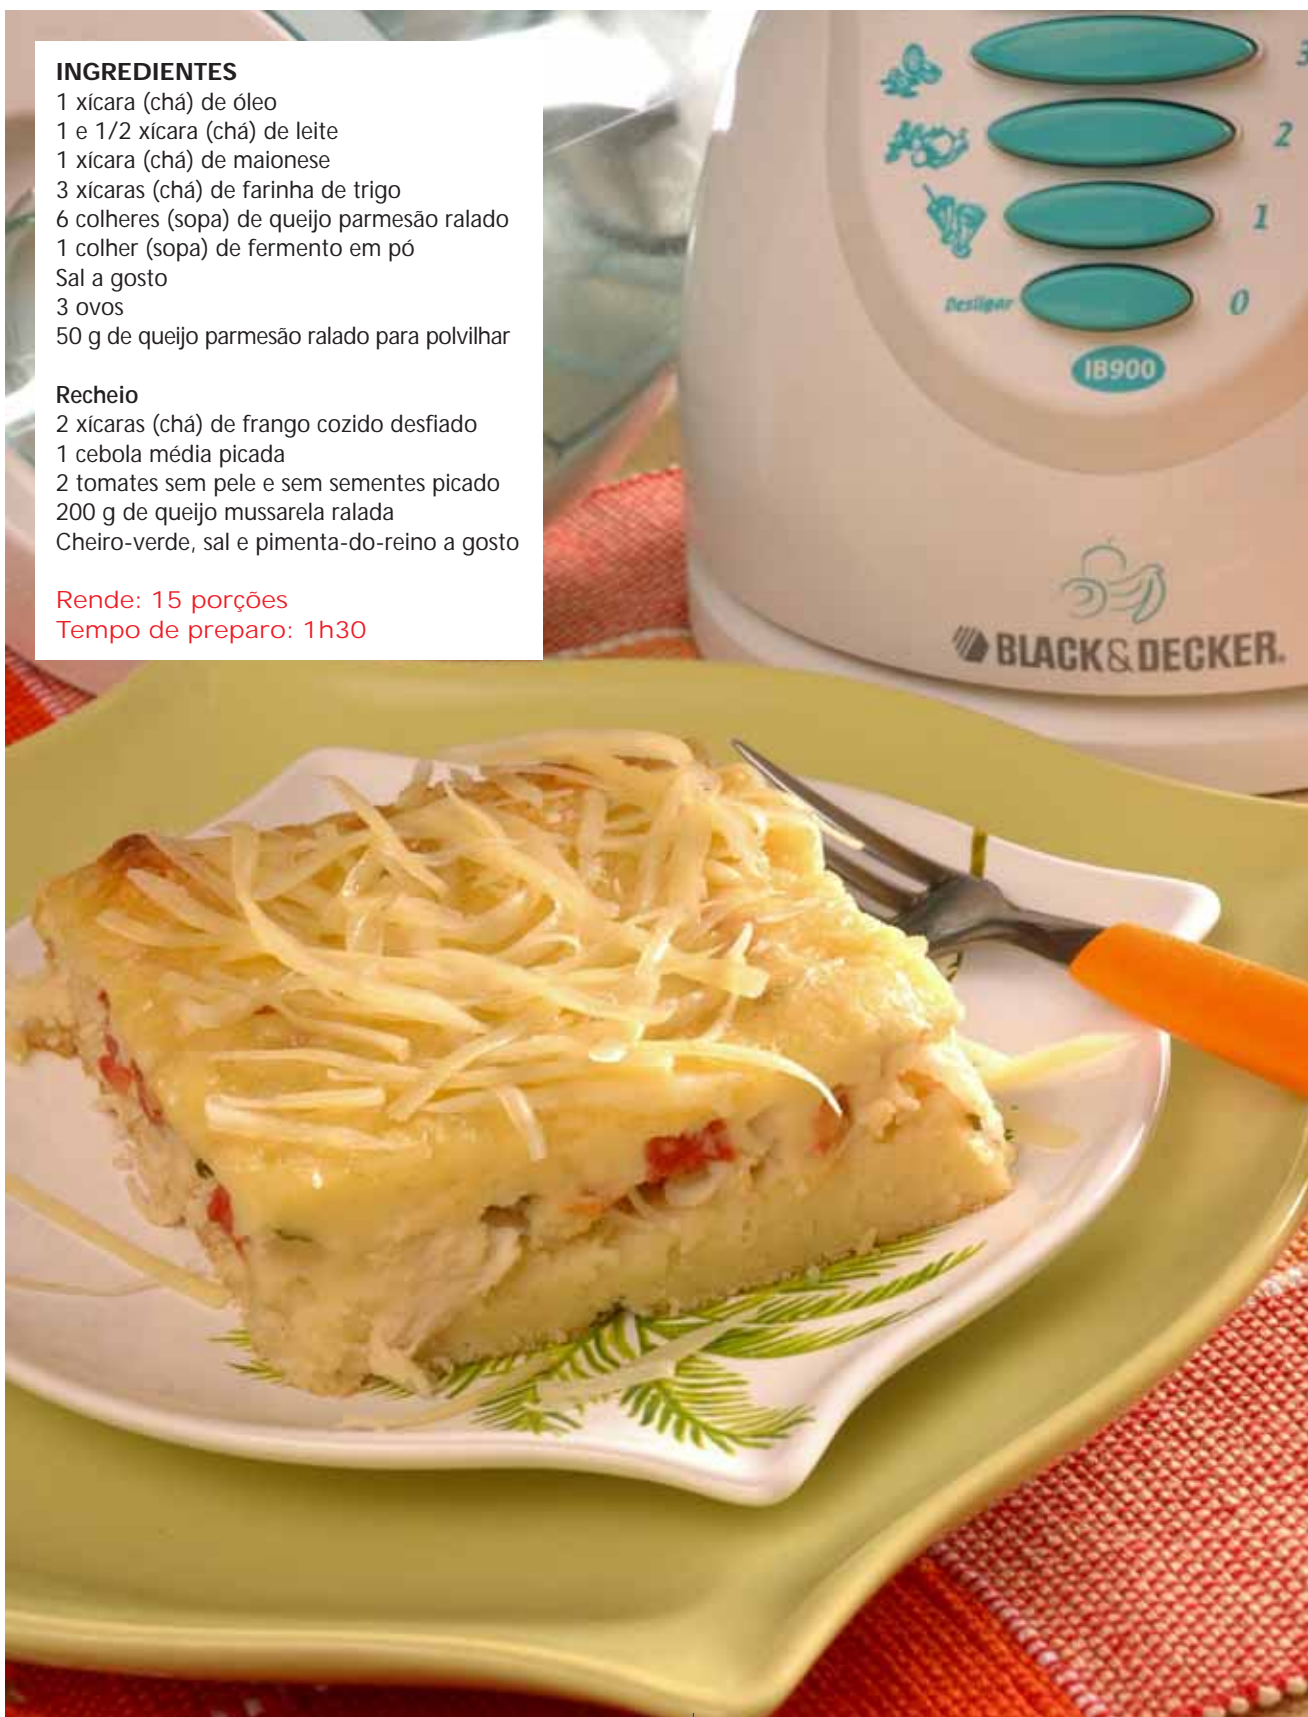 INGREDIENTES
1 xícara (chá) de óleo
1 e 1/2 xícara (chá) de leite
1 xícara (chá) de maionese
3 xícaras (chá) de farinha de trigo
6 colheres (sopa) de queijo parmesão ralado
1 colher (sopa) de fermento em pó
Sal a gosto
3 ovos
50 g de queijo parmesão ralado para polvilhar
Recheio
2 xícaras (chá) de frango cozido desfiado
1 cebola média picada
2 tomates sem pele e sem sementes picado
200 g de queijo mussarela ralada
Cheiro-verde, sal e pimenta-do-reino a gosto
Rende: 15 porções
Tempo de preparo: 1h30
3
2
1
Desligar 0
IB900
BLACK&DECKER.